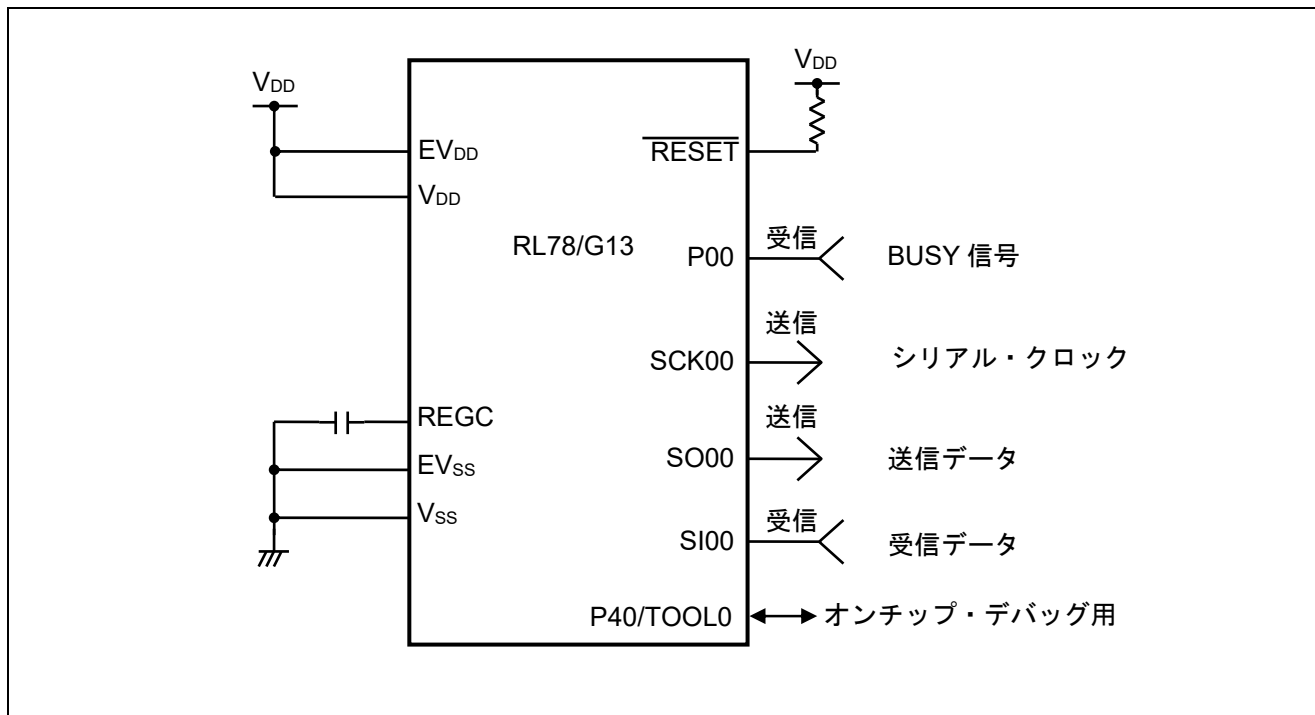 VDD
EVDD
VDD
REGC
EVSS
VSS
RL78/G13
VDD
RESET
P00 受信 BUSY 信号
SCK00 送信 シリアル・クロック
SO00 送信 送信データ
SI00 受信 受信データ
P40/TOOL0 オンチップ・デバッグ用